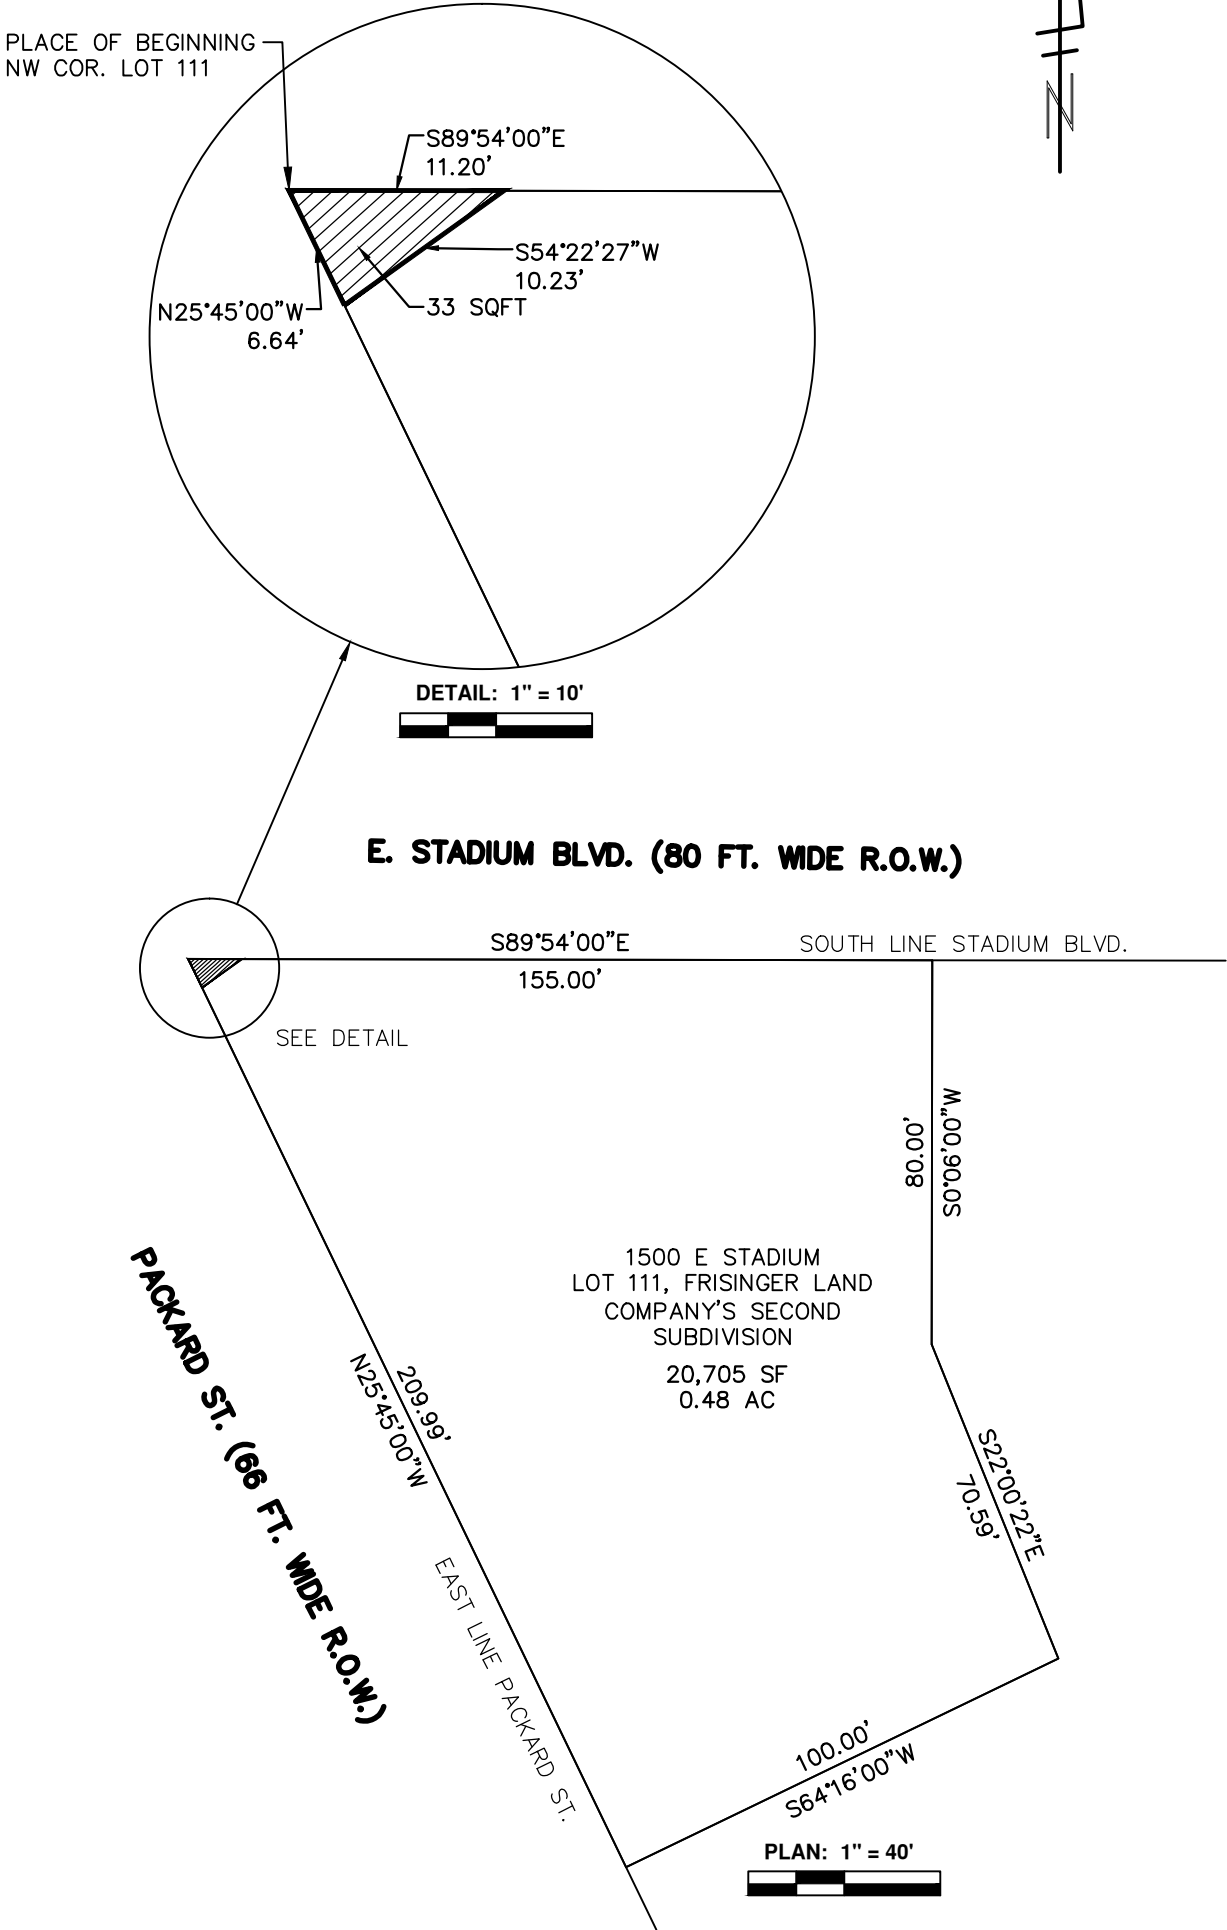 PLACE OF BEGINNING
NW COR. LOT 111
N
S89°54'00"E
11.20'
S54°22'27"W
10.23'
33 SQFT
N25°45'00"W
6.64'
DETAIL: 1" = 10'
E. STADIUM BLVD. (80 FT. WIDE R.O.W.)
S89°54'00"E
155.00'
SOUTH LINE STADIUM BLVD.
SEE DETAIL
80.00'
S0°06'00"W
1500 E STADIUM
LOT 111, FRISINGER LAND
COMPANY'S SECOND
SUBDIVISION
20,705 SF
0.48 AC
PACKARD ST. (66 FT. WIDE R.O.W.)
209.99'
N25°45'00"W
S22°00'22"E
70.59'
EAST LINE PACKARD ST.
100.00'
S64°16'00"W
PLAN: 1" = 40'